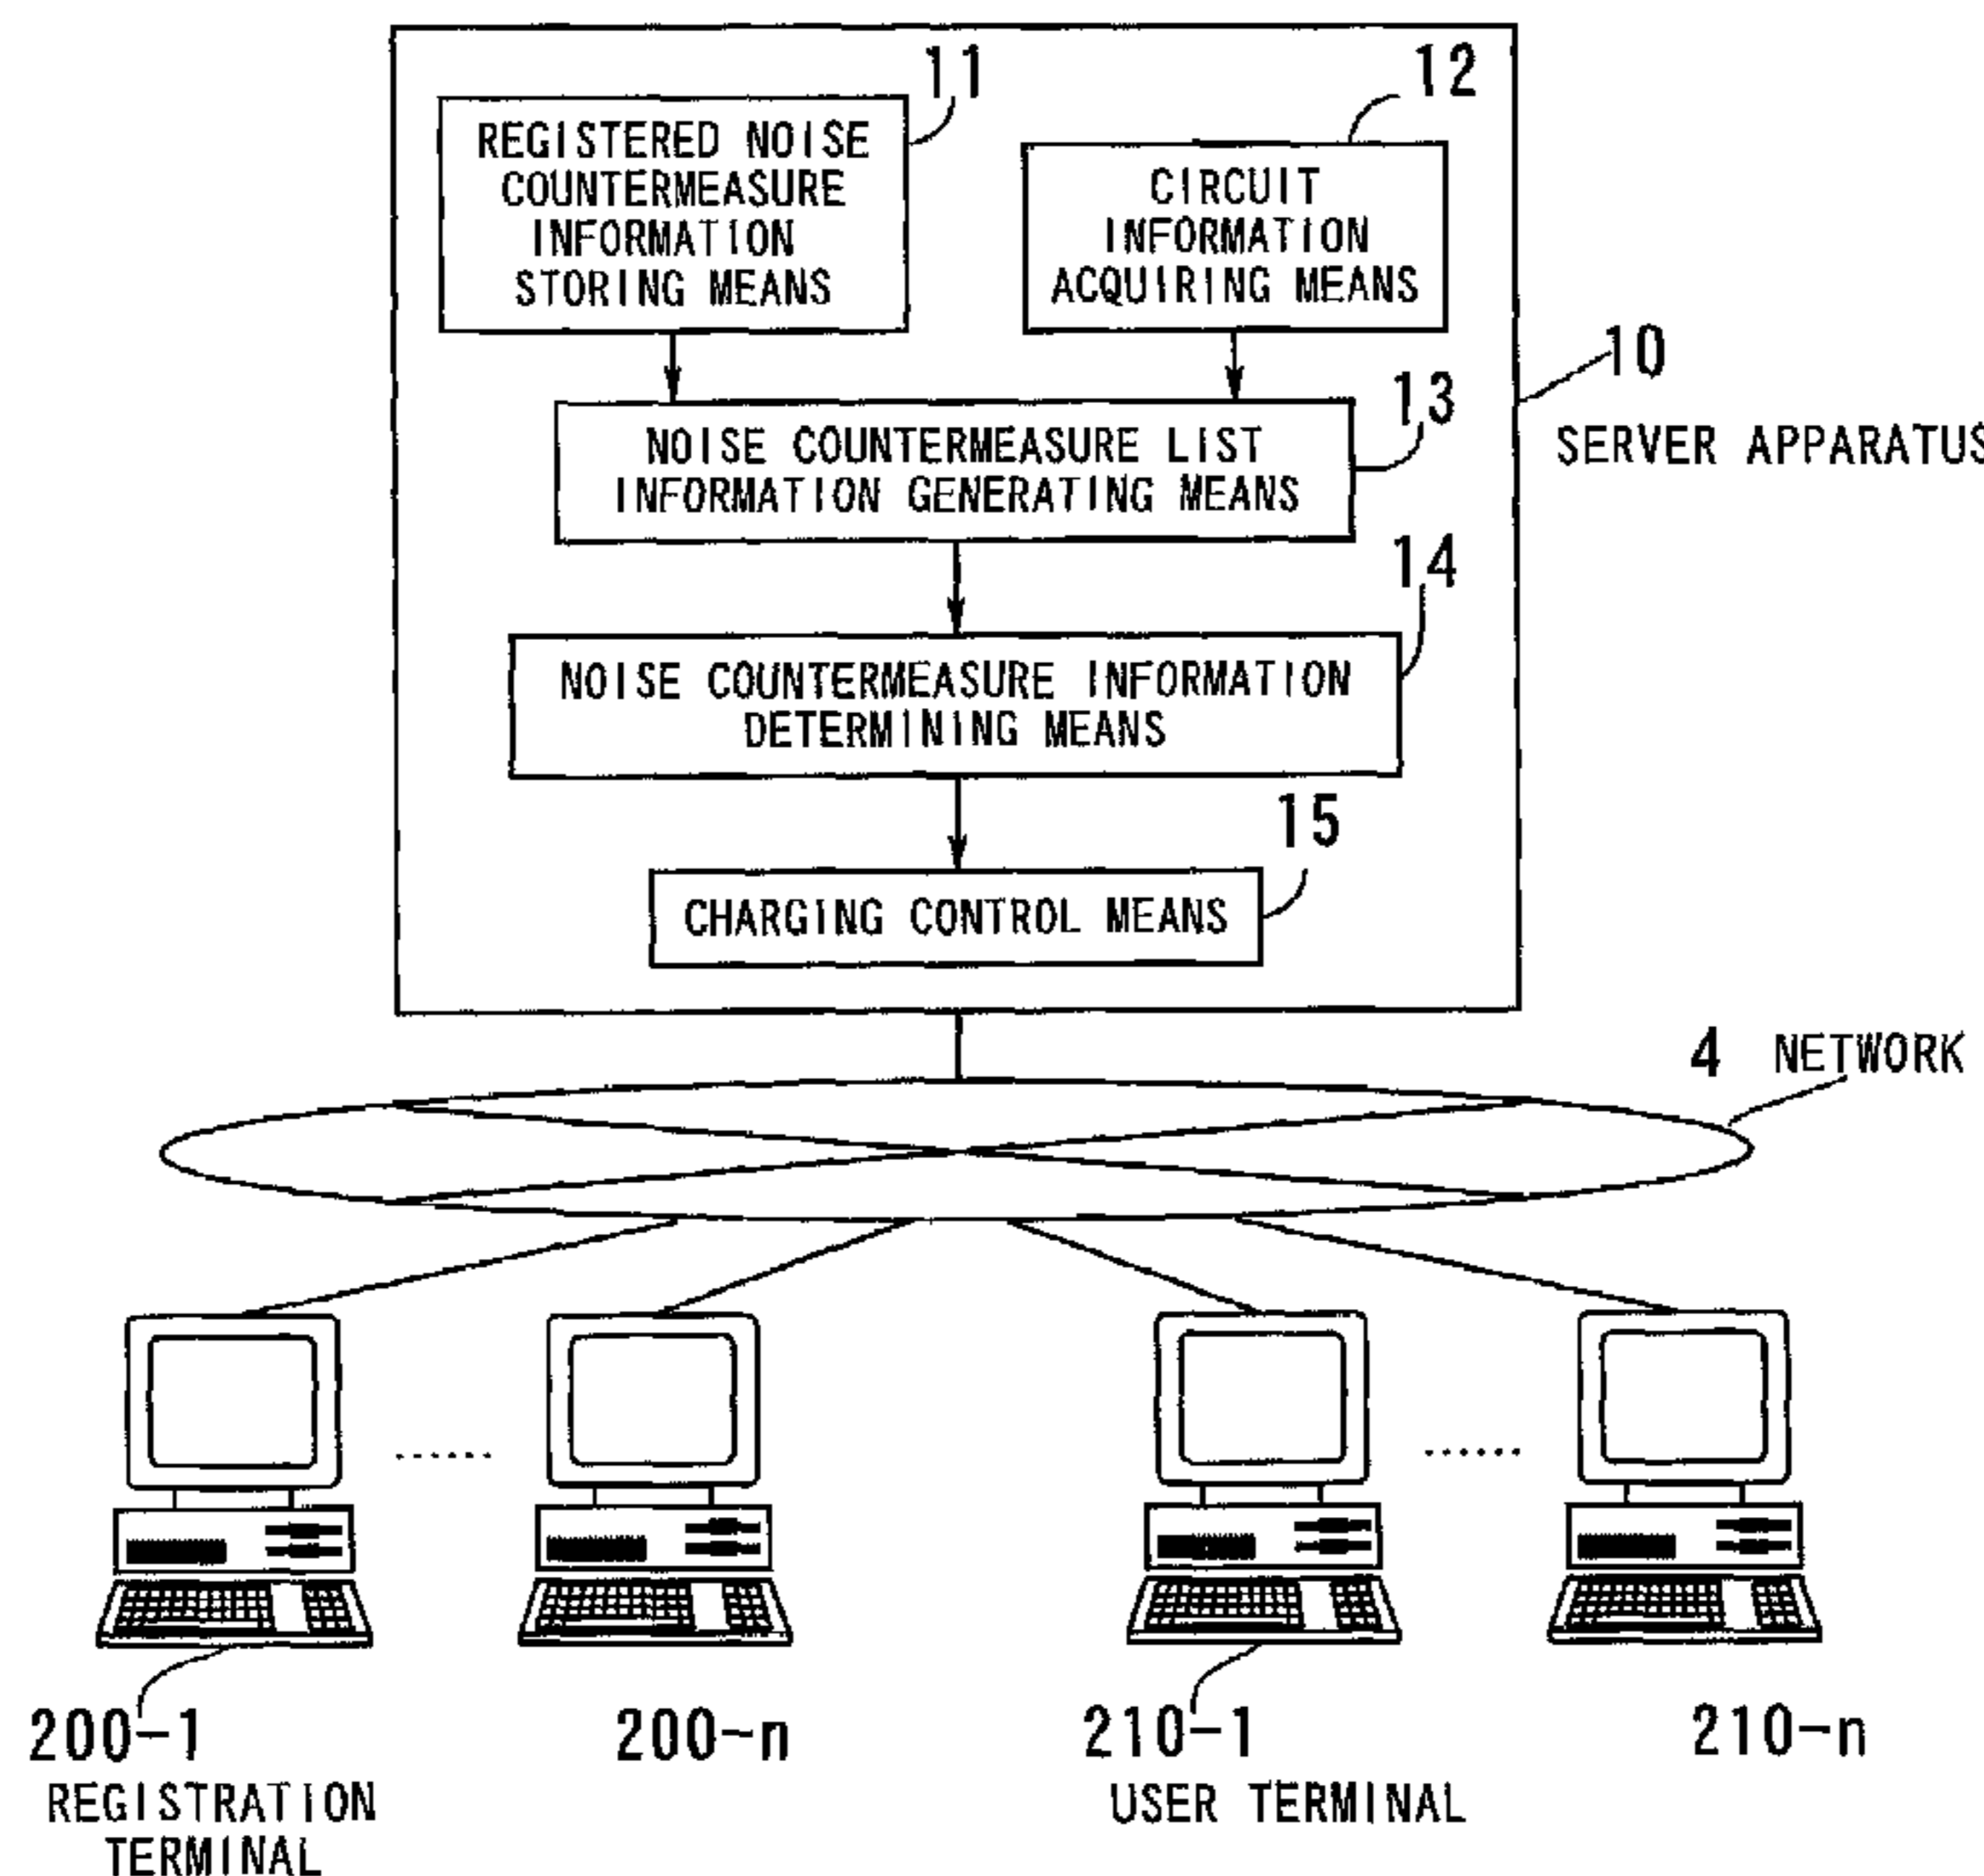 11
12
REGISTERED NOISE
COUNTERMEASURE
INFORMATION
STORING MEANS
CIRCUIT
INFORMATION
ACQUIRING MEANS
10
SERVER APPARATUS
13
NOISE COUNTERMEASURE LIST
INFORMATION GENERATING MEANS
14
NOISE COUNTERMEASURE INFORMATION
DETERMINING MEANS
15
CHARGING CONTROL MEANS
4 NETWORK
200-1
REGISTRATION
TERMINAL
200-n
210-1
USER TERMINAL
210-n